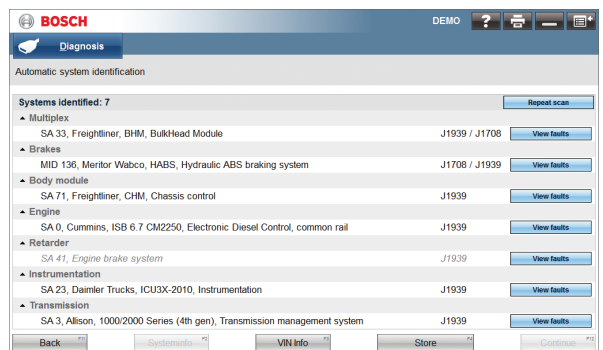 BOSCH
DEMO
?
Diagnosis
Automatic system identification
Systems identified: 7
Repeat scan
Multiplex
SA 33, Freightliner, BHM, BulkHead Module J1939 / J1708 View faults
Brakes
MID 136, Meritor Wabco, HABS, Hydraulic ABS braking system J1708 / J1939 View faults
Body module
SA 71, Freightliner, CHM, Chassis control J1939 View faults
Engine
SA 0, Cummins, ISB 6.7 CM2250, Electronic Diesel Control, common rail J1939 View faults
Retarder
SA 41, Engine brake system J1939 View faults
Instrumentation
SA 23, Daimler Trucks, ICU3X-2010, Instrumentation J1939 View faults
Transmission
SA 3, Allison, 1000/2000 Series (4th gen), Transmission management system J1939 View faults
Back F11 Systeminfo F2 VIN Info F3 Store F4 Continue F12